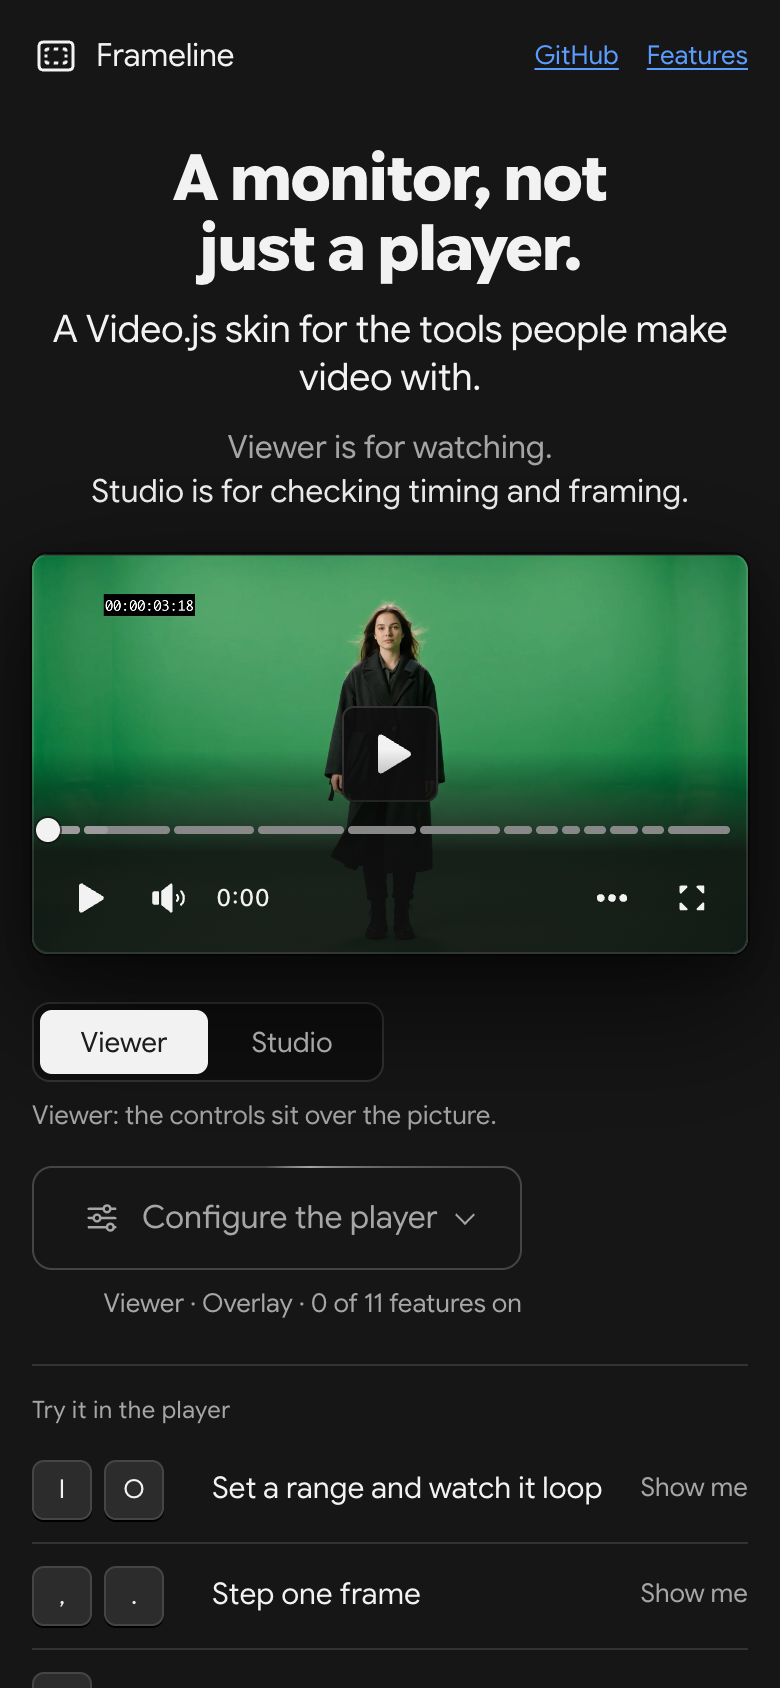 Frameline
GitHub Features
A monitor, not
just a player.
A Video.js skin for the tools people make
video with.
Viewer is for watching.
Studio is for checking timing and framing.
00:00:03:18
0:00
Viewer Studio
Viewer: the controls sit over the picture.
Configure the player
Viewer · Overlay · 0 of 11 features on
Try it in the player
I O Set a range and watch it loop Show me
, . Step one frame Show me